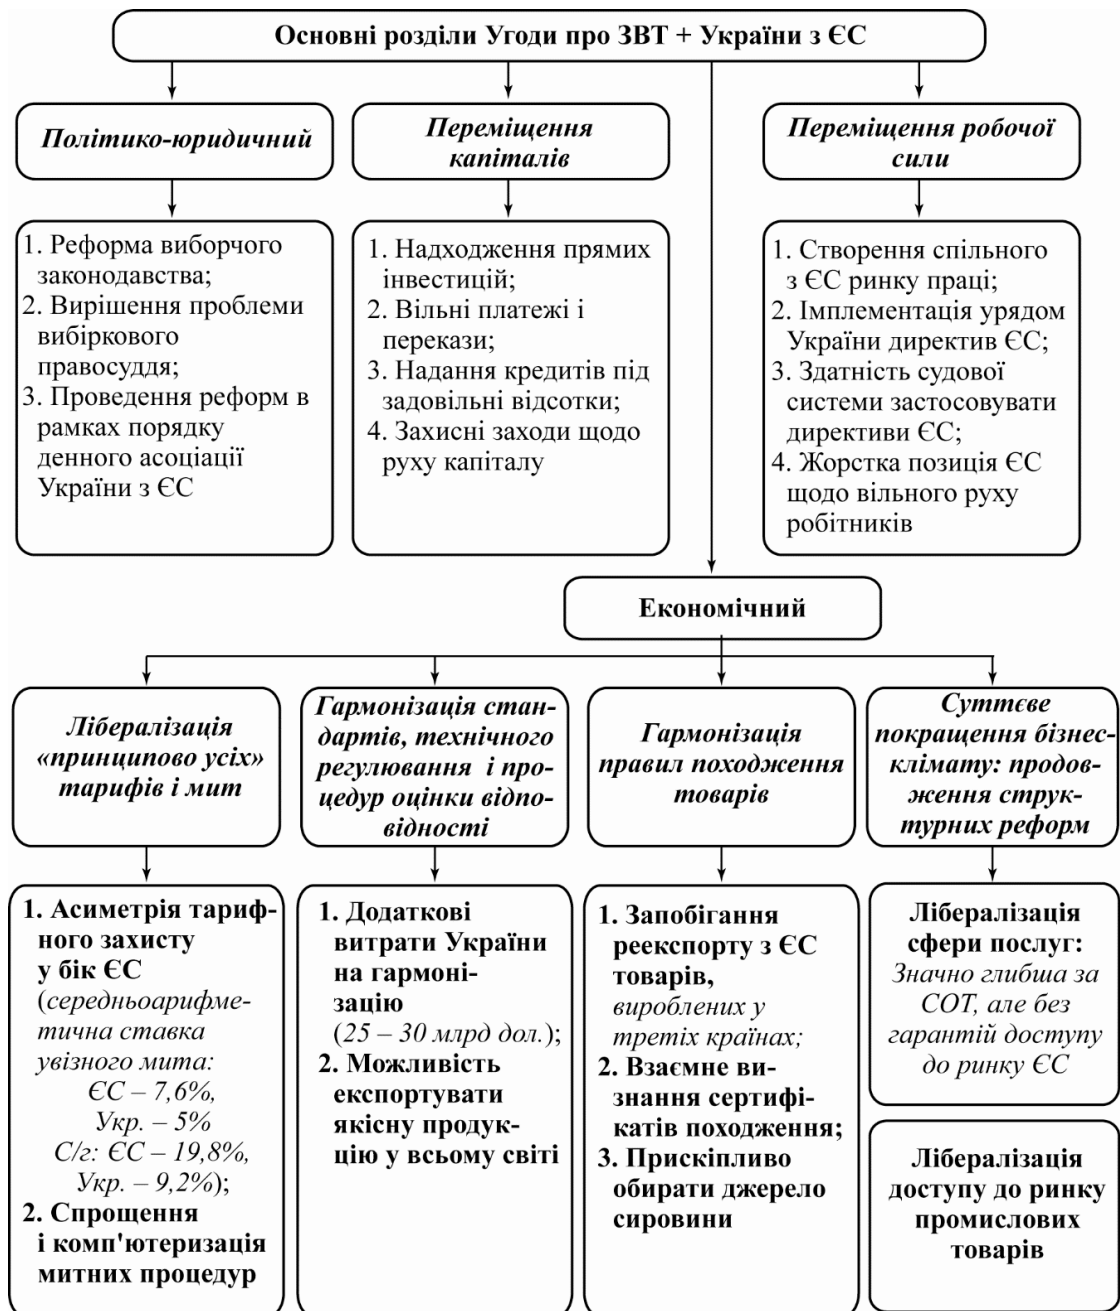 Основні розділи Угоди про ЗВТ + України з ЄС
Політико-юридичний
Переміщення
капіталів
Переміщення робочої
сили
1. Реформа виборчого
законодавства;
2. Вирішення проблеми
вибіркового
правосуддя;
3. Проведення реформ в
рамках порядку
денного асоціації
України з ЄС
1. Надходження прямих
інвестицій;
2. Вільні платежі і
перекази;
3. Надання кредитів під
задовільні відсотки;
4. Захисні заходи щодо
руху капіталу
1. Створення спільного
з ЄС ринку праці;
2. Імплементація урядом
України директив ЄС;
3. Здатність судової
системи застосовувати
директиви ЄС;
4. Жорстка позиція ЄС
щодо вільного руху
робітників
Економічний
Лібералізація
«принципово усіх»
тарифів і мит
Гармонізація стан-
дартів, технічного
регулювання і про-
цедур оцінки відпо-
відності
Гармонізація
правил походження
товарів
Суттєве
покращення бізнес-
клімату: продов-
ження струк-
турних реформ
1. Асиметрія тариф-
ного захисту
у бік ЄС
(середньоарифме-
тична ставка
увізного мита:
ЄС – 7,6%,
Укр. – 5%
С/г: ЄС – 19,8%,
Укр. – 9,2%);
2. Спрощення
і комп'ютеризація
митних процедур
1. Додаткові
витрати України
на гармоні-
зацію
(25 – 30 млрд дол.);
2. Можливість
експортувати
якісну продук-
цію у всьому світі
1. Запобігання
реекспорту з ЄС
товарів,
вироблених у
третіх країнах;
2. Взаємне ви-
знання сертифі-
катів походження;
3. Прискіпливо
обирати джерело
сировини
Лібералізація
сфери послуг:
Значно глибша за
СОТ, але без
гарантій доступу
до ринку ЄС
Лібералізація
доступу до ринку
промислових
товарів